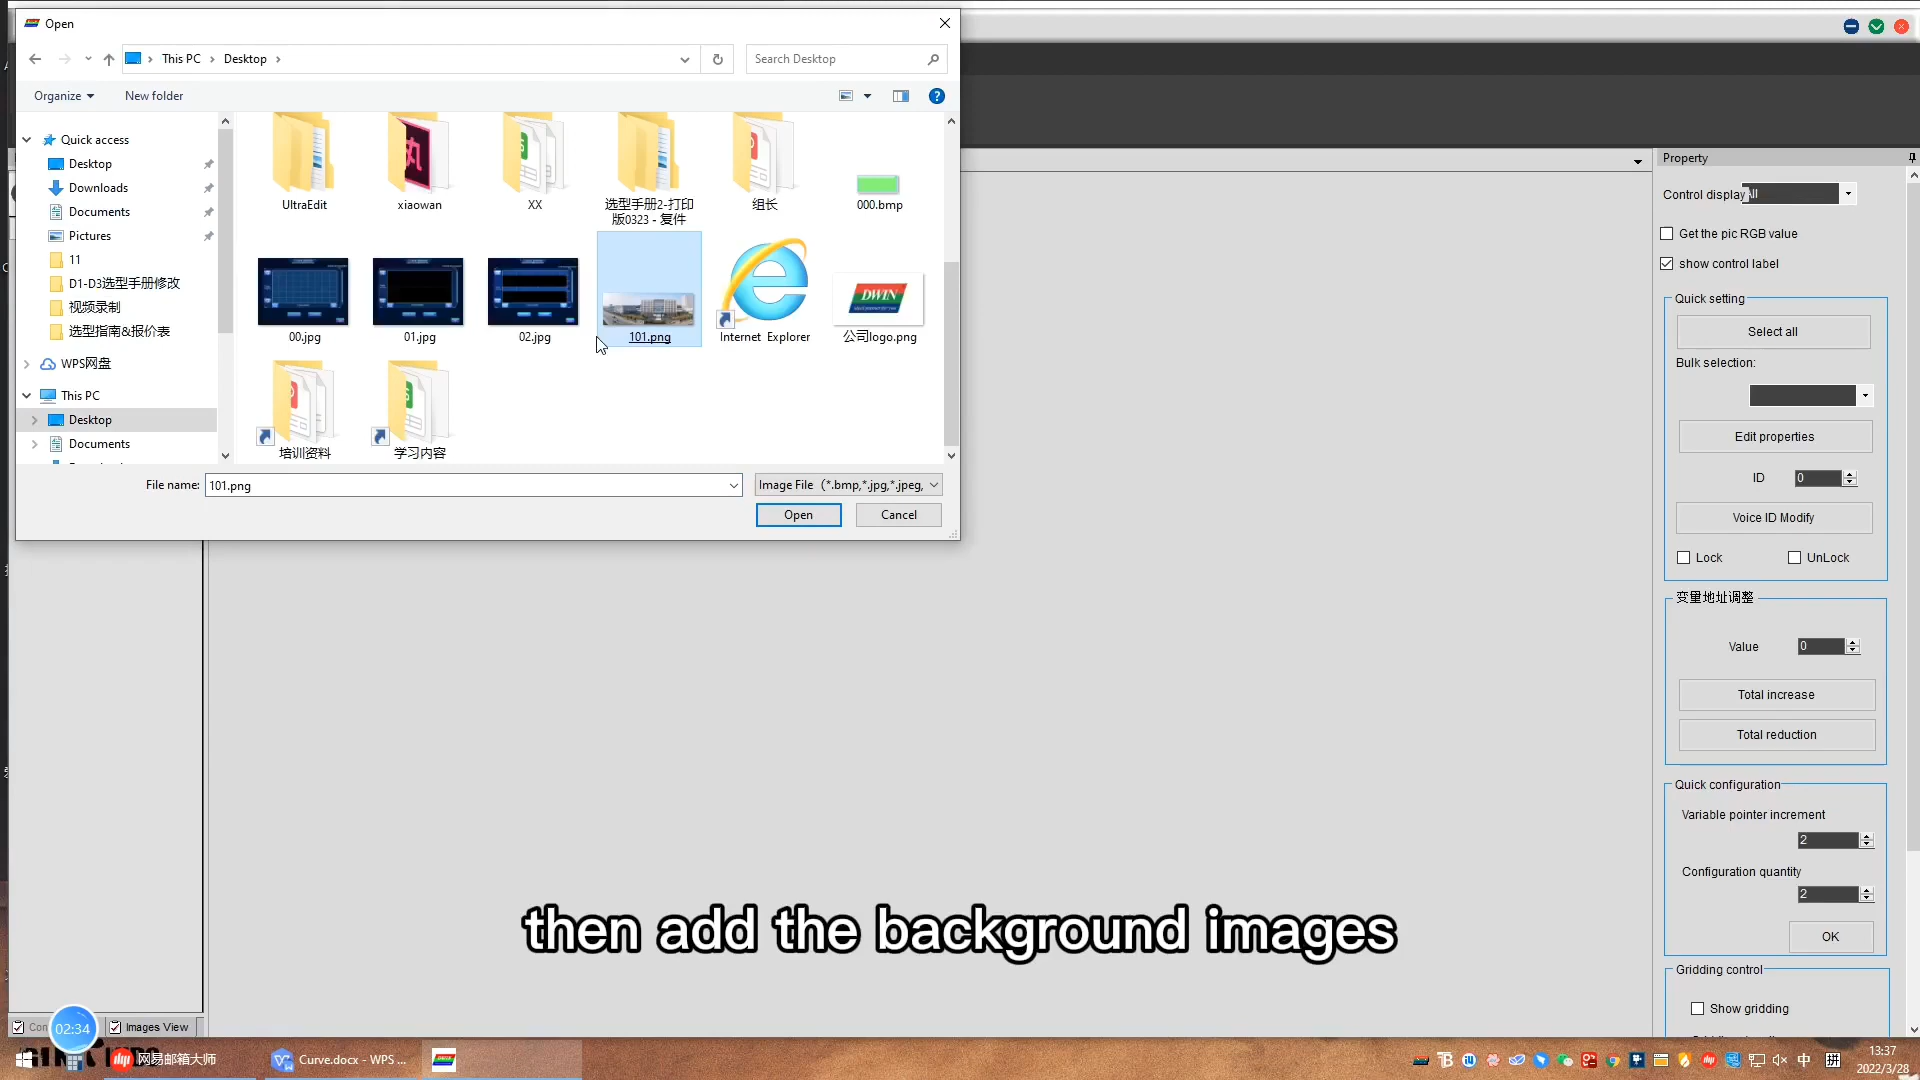 Open
This PC
Desktop
Search Desktop
Organize
New folder
Quick access
Desktop
Downloads
Documents
Pictures
11
D1-D3选型手册修改
视频录制
选型指南&报价表
WPS网盘
This PC
Desktop
Documents
UltraEdit
xiaowan
XX
选型手册2-打印
版0323 - 复件
组长
000.bmp
00.jpg
01.jpg
02.jpg
101.png
Internet Explorer
DWIN
公司logo.png
培训资料
学习内容
File name:
101.png
Image File (*.bmp,*.jpg,*.jpeg,
Open
Cancel
Property
Control display
All
Get the pic RGB value
show control label
Quick setting
Select all
Bulk selection:
Edit properties
ID
0
Voice ID Modify
Lock
UnLock
变量地址调整
Value
0
Total increase
Total reduction
Quick configuration
Variable pointer increment
2
Configuration quantity
2
OK
Gridding control
Show gridding
then add the background images
Con
02:34
Images View
网易邮箱大师
Curve.docx - WPS ...
中
拼
13:37
2022/3/28